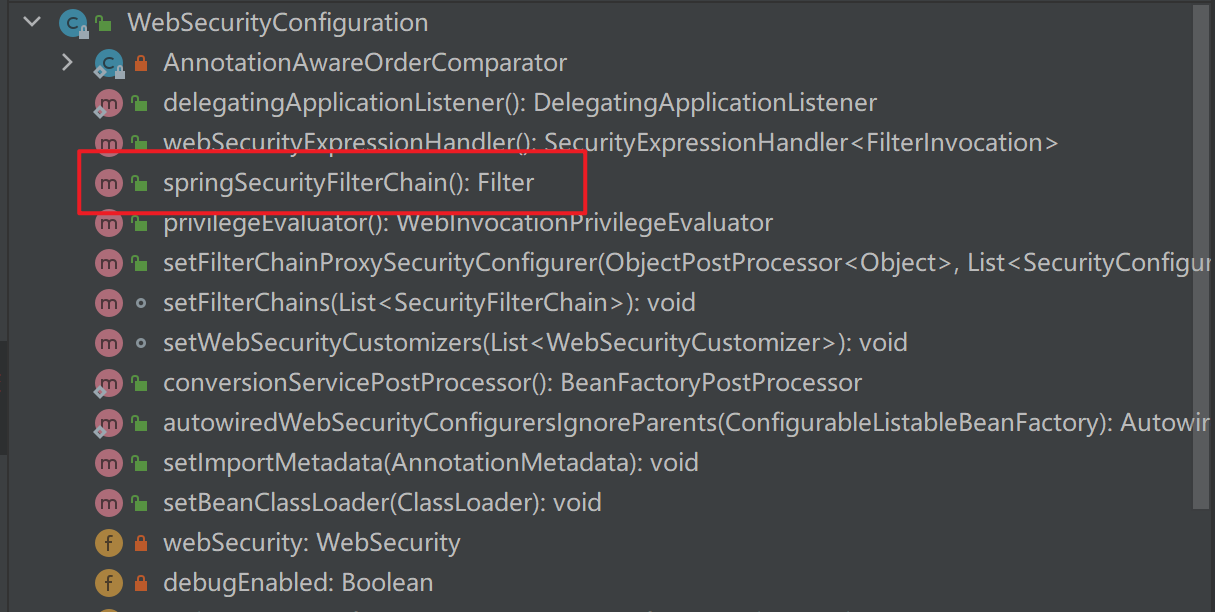 WebSecurityConfiguration
AnnotationAwareOrderComparator
delegatingApplicationListener(): DelegatingApplicationListener
webSecurityExpressionHandler(): SecurityExpressionHandler<FilterInvocation>
springSecurityFilterChain(): Filter
privilegeEvaluator(): WebInvocationPrivilegeEvaluator
setFilterChainProxySecurityConfigurer(ObjectPostProcessor<Object>, List<SecurityConfigur
setFilterChains(List<SecurityFilterChain>): void
setWebSecurityCustomizers(List<WebSecurityCustomizer>): void
conversionServicePostProcessor(): BeanFactoryPostProcessor
autowiredWebSecurityConfigurersIgnoreParents(ConfigurableListableBeanFactory): Autowir
setImportMetadata(AnnotationMetadata): void
setBeanClassLoader(ClassLoader): void
webSecurity: WebSecurity
debugEnabled: Boolean